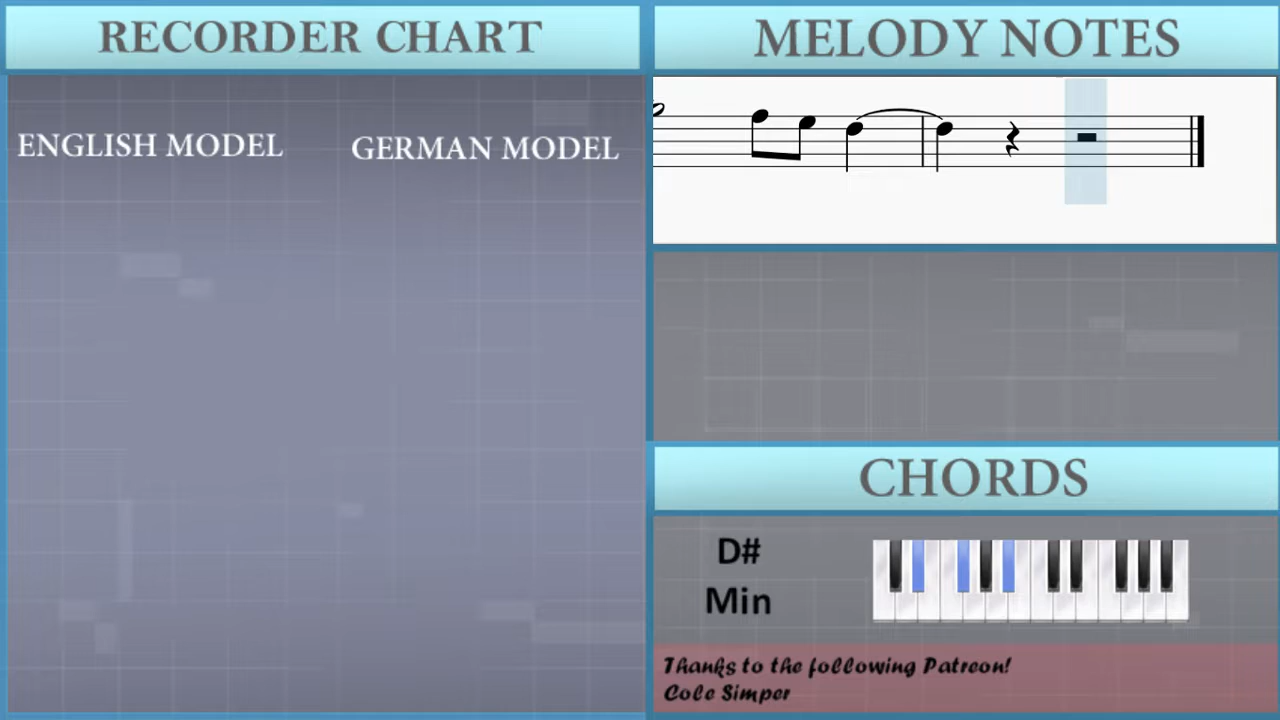 RECORDER CHART
MELODY NOTES
ENGLISH MODEL
GERMAN MODEL
CHORDS
D#
Min
Thanks to the following Patreon!
Cole Simper